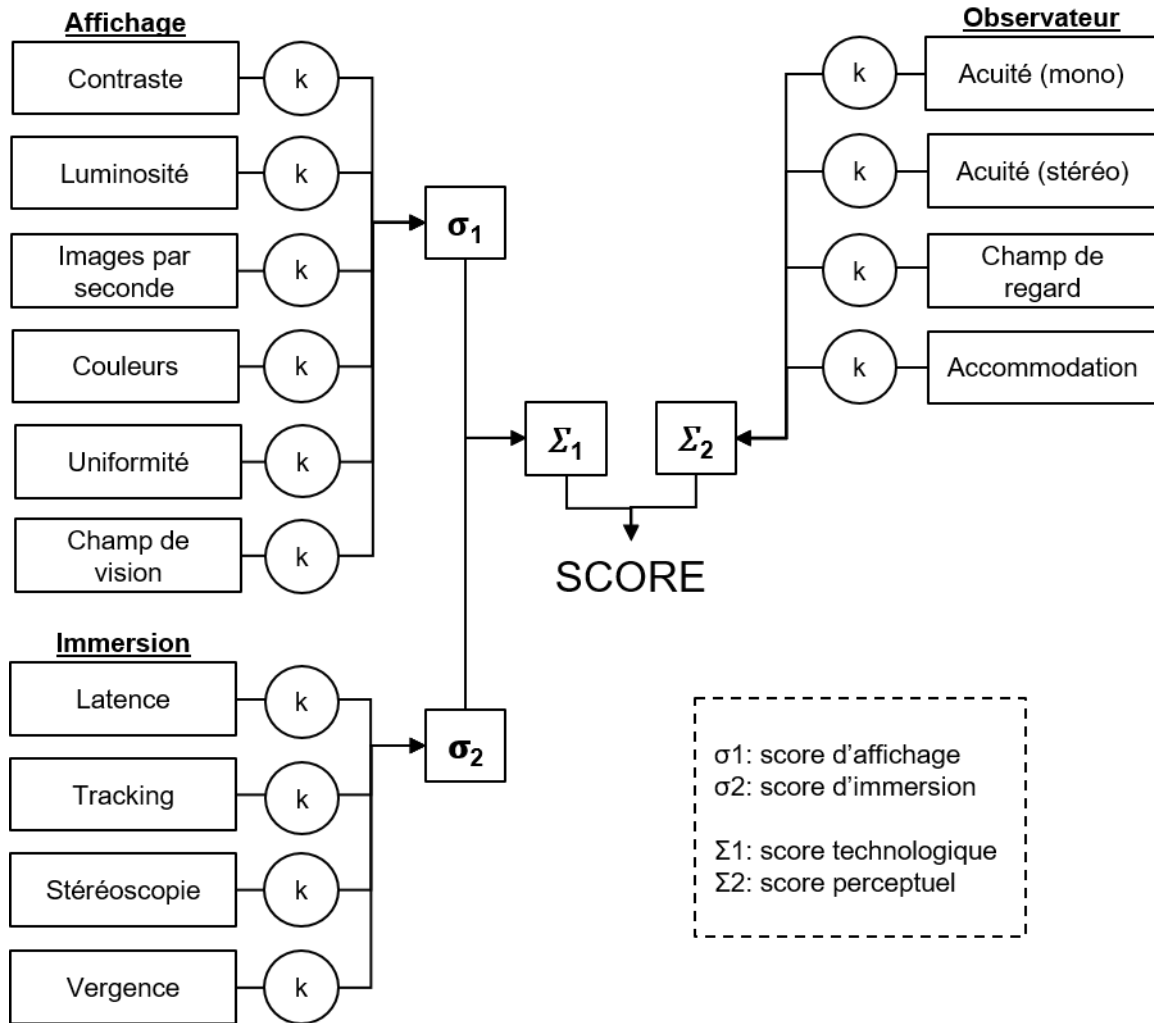 Affichage
Contraste
k
Luminosité
k
Images par
seconde
k
Couleurs
k
Uniformité
k
Champ de
vision
k
Immersion
Latence
k
Tracking
k
Stéréoscopie
k
Vergence
k
σ1
σ2
Σ1
Σ2
SCORE
Observateur
k
Acuité (mono)
k
Acuité (stéréo)
k
Champ de
regard
k
Accommodation
σ1: score d’affichage
σ2: score d’immersion
Σ1: score technologique
Σ2: score perceptuel